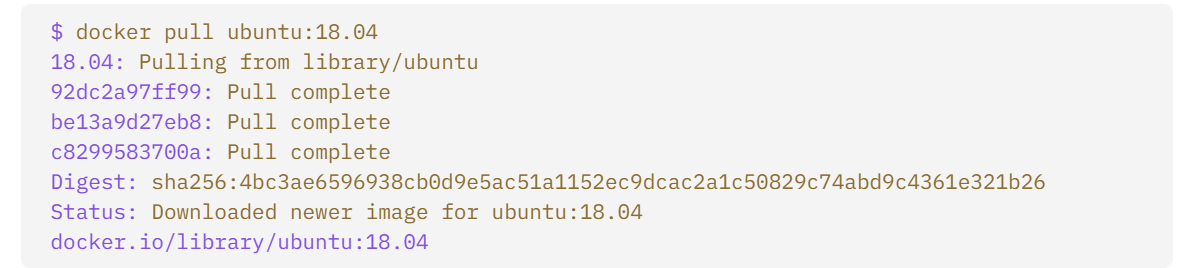 $ docker pull ubuntu:18.04
18.04: Pulling from library/ubuntu
92dc2a97ff99: Pull complete
be13a9d27eb8: Pull complete
c8299583700a: Pull complete
Digest: sha256:4bc3ae6596938cb0d9e5ac51a1152ec9dcac2a1c50829c74abd9c4361e321b26
Status: Downloaded newer image for ubuntu:18.04
docker.io/library/ubuntu:18.04